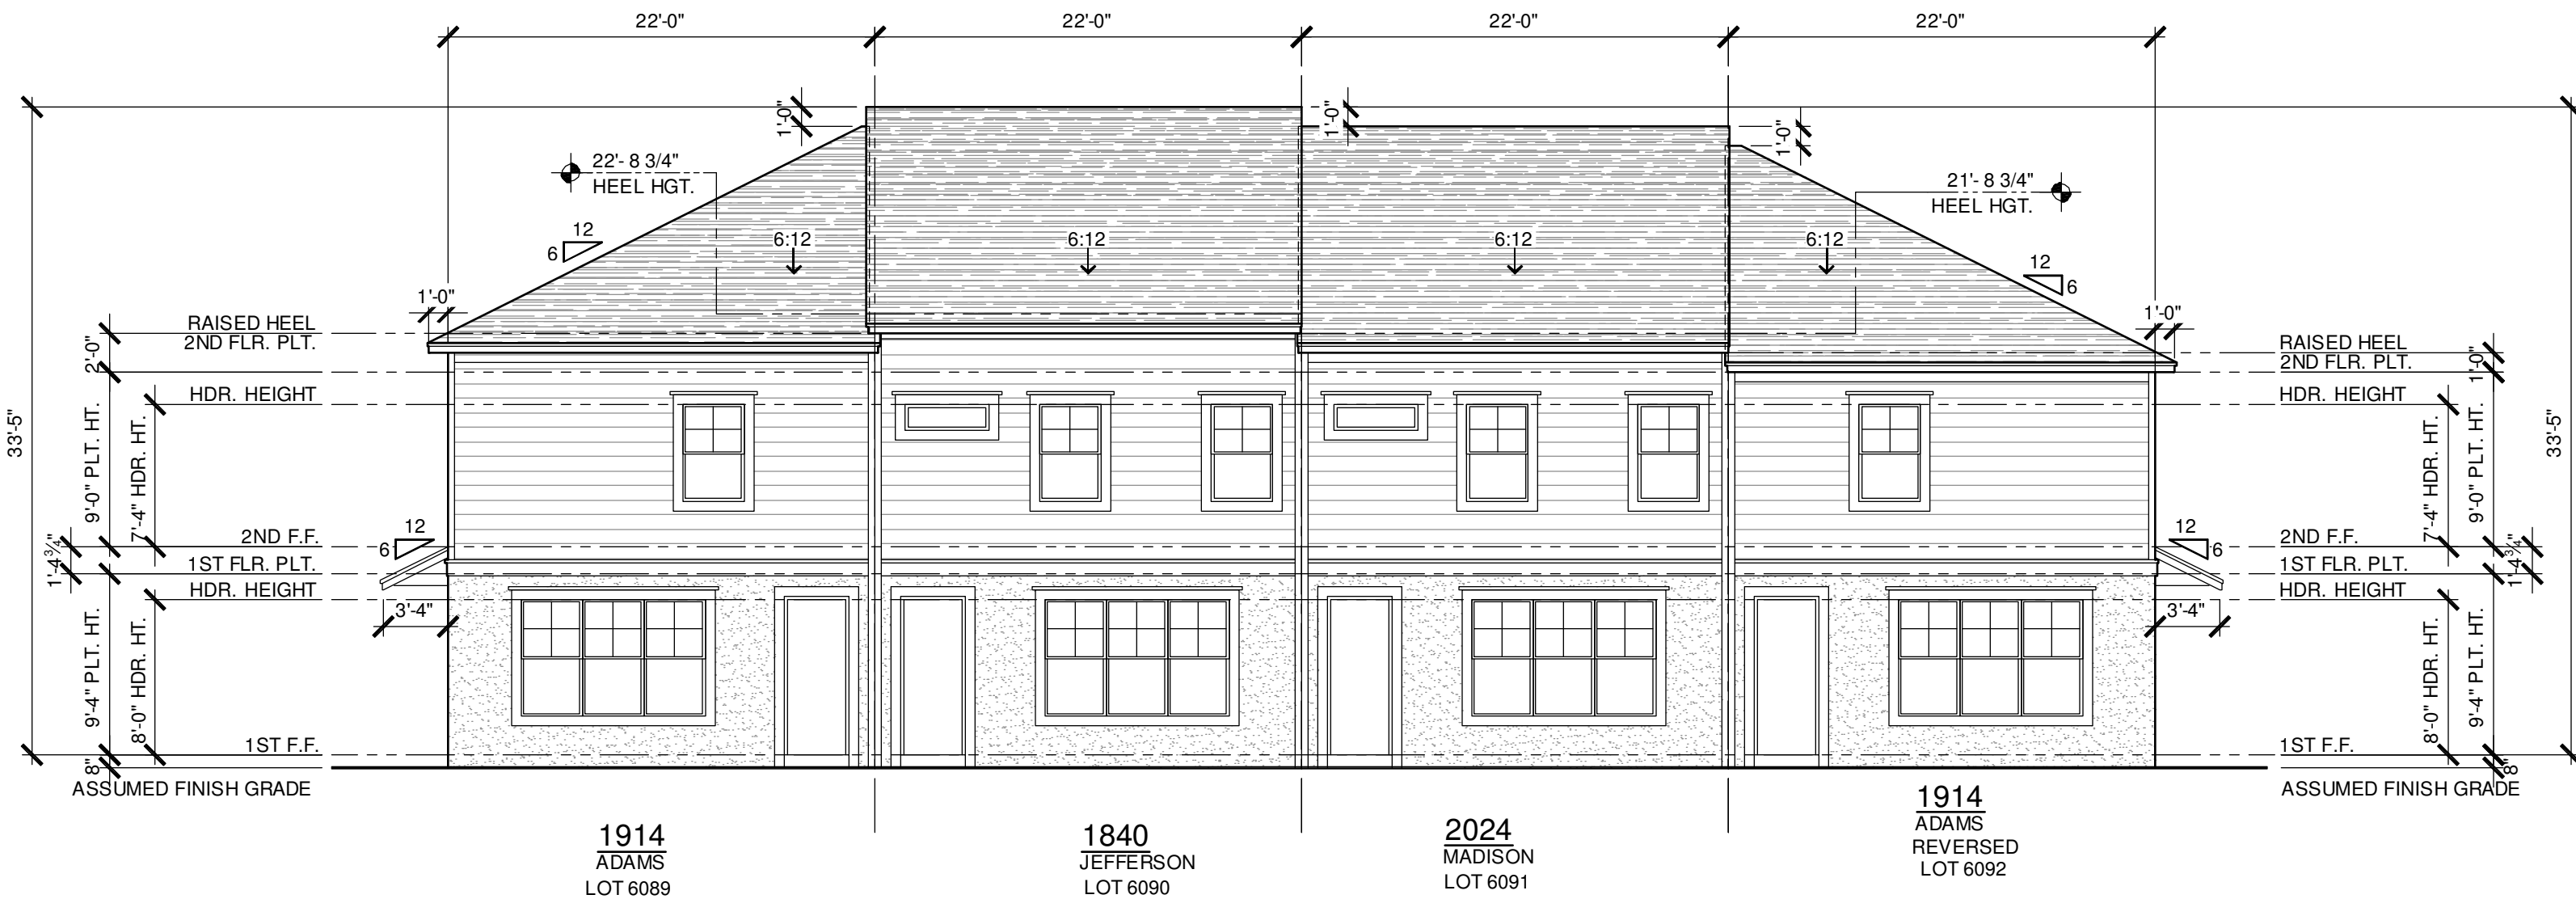 22'-0"
22'-0"
22'-0"
22'-0"
1'-0"
1'-0"
1'-0"
22'- 8 3/4"
HEEL HGT.
21'- 8 3/4"
HEEL HGT.
12
6
6:12
6:12
6:12
6:12
12
6
1'-0"
1'-0"
RAISED HEEL
2ND FLR. PLT.
HDR. HEIGHT
2ND F.F.
1ST FLR. PLT.
HDR. HEIGHT
1ST F.F.
ASSUMED FINISH GRADE
33'-5"
2'-0"
9'-0" PLT. HT.
7'-4" HDR. HT.
1'-4 3/4"
9'-4" PLT. HT.
8'-0" HDR. HT.
8"
12
6
3'-4"
RAISED HEEL
2ND FLR. PLT.
HDR. HEIGHT
2ND F.F.
1ST FLR. PLT.
HDR. HEIGHT
1ST F.F.
ASSUMED FINISH GRADE
33'-5"
1'-0"
9'-0" PLT. HT.
7'-4" HDR. HT.
1'-4 3/4"
9'-4" PLT. HT.
8'-0" HDR. HT.
8"
12
6
3'-4"
1914
ADAMS
LOT 6089
1840
JEFFERSON
LOT 6090
2024
MADISON
LOT 6091
1914
ADAMS
REVERSED
LOT 6092